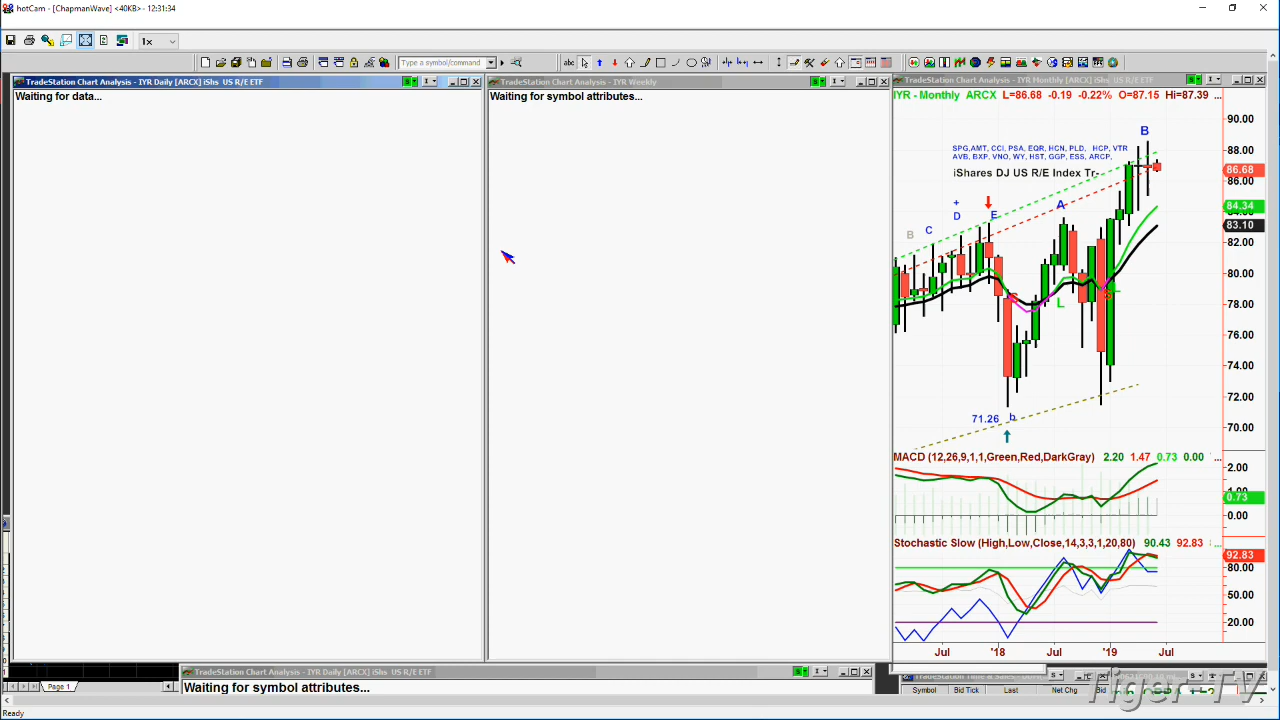 hotCam - [ChapmanWave] <40KB>- 12:31:34
1x
abc
Type a symbol/command
TradeStation Chart Analysis - IYR Daily [ARCX] iShs US R/E ETF
Waiting for data...
TradeStation Chart Analysis - IYR Weekly
Waiting for symbol attributes...
TradeStation Chart Analysis - IYR Monthly [ARCX] iShs US R/E ETF
IYR - Monthly ARCX L=86.68 -0.19 -0.22% O=87.15 Hi=87.39 ...
90.00
B
88.00
SPG,AMT, CCI, PSA, EQR, HCN, PLD, HCP, VTR
AVB, BXP, VNO, WY, HST, GGP, ESS, ARCP,
iShares DJ US R/E Index Tr-
86.68
86.00
+
D
E
A
84.34
84.00
83.10
B
C
82.00
80.00
78.00
S
L
S
L
76.00
74.00
72.00
71.26 b
70.00
MACD (12,26,9,1,1,Green,Red,DarkGray) 2.20 1.47 0.73 0.00
2.00
1.00
0.73
0.00
Stochastic Slow (High,Low,Close,14,3,3,1,20,80) 90.43 92.83
92.83
80.00
50.00
20.00
Jul '18 Jul '19 Jul
TradeStation Chart Analysis - IYR Daily [ARCX] iShs US R/E ETF
Waiting for symbol attributes...
Page 1
Symbol Bid Tick Last Net Chg Bid
Tiger TV
Ready